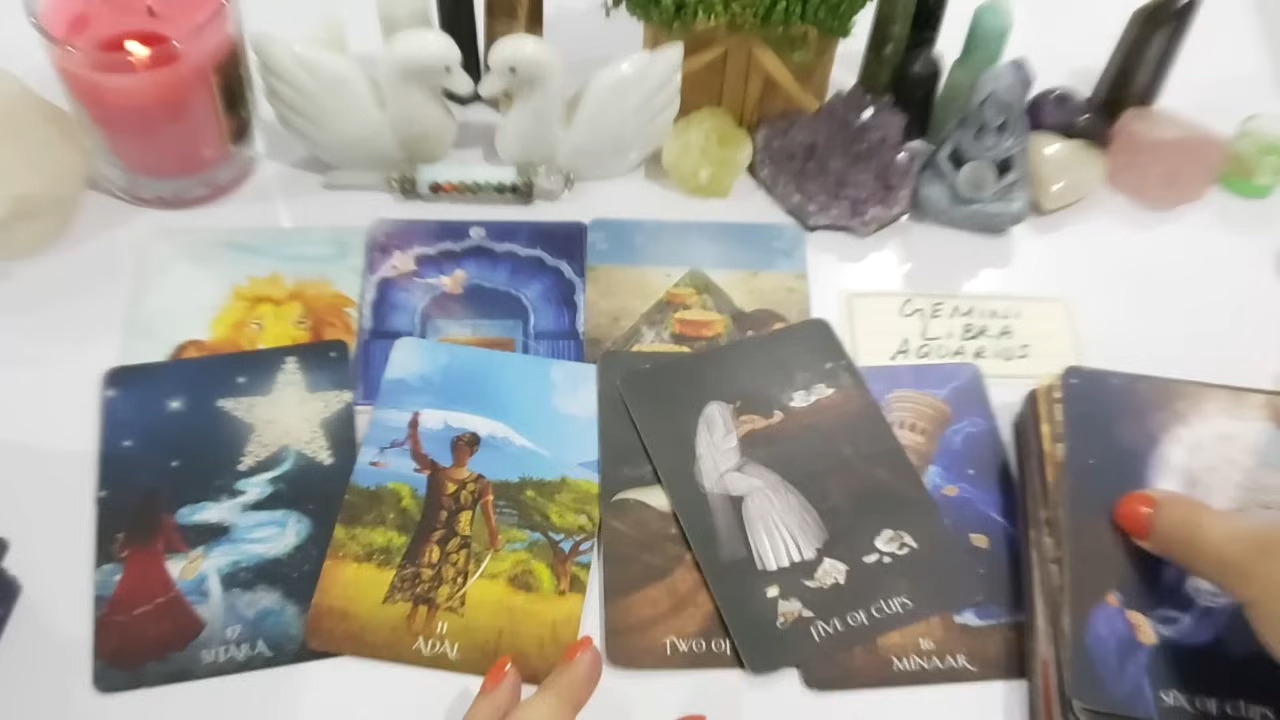 GEMINI
LIBRA
AQUARIUS
17
SITARA
11
ADAL
TWO OF
FIVE OF CUPS
16
MINAAR
SIX OF CUPS